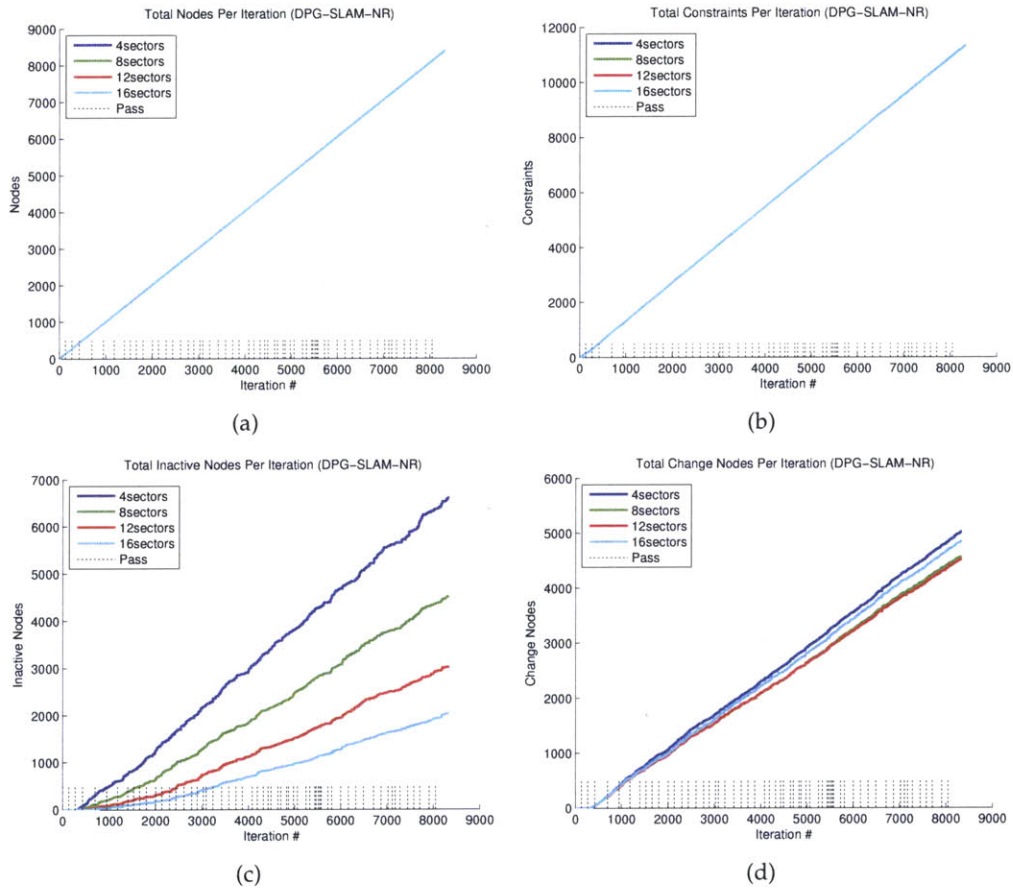 Total Nodes Per Iteration (DPG-SLAM-NR)
9000
8000
7000
6000
5000
4000
3000
2000
1000
0
Nodes
4sectors
8sectors
12sectors
16sectors
Pass
0 1000 2000 3000 4000 5000 6000 7000 8000 9000
Iteration #
(a)
Total Constraints Per Iteration (DPG-SLAM-NR)
12000
10000
8000
6000
4000
2000
0
Constraints
4sectors
8sectors
12sectors
16sectors
Pass
0 1000 2000 3000 4000 5000 6000 7000 8000 9000
Iteration #
(b)
Total Inactive Nodes Per Iteration (DPG-SLAM-NR)
7000
6000
5000
4000
3000
2000
1000
0
Inactive Nodes
4sectors
8sectors
12sectors
16sectors
Pass
0 1000 2000 3000 4000 5000 6000 7000 8000 9000
Iteration #
(c)
Total Change Nodes Per Iteration (DPG-SLAM-NR)
6000
5000
4000
3000
2000
1000
0
Change Nodes
4sectors
8sectors
12sectors
16sectors
Pass
0 1000 2000 3000 4000 5000 6000 7000 8000 9000
Iteration #
(d)